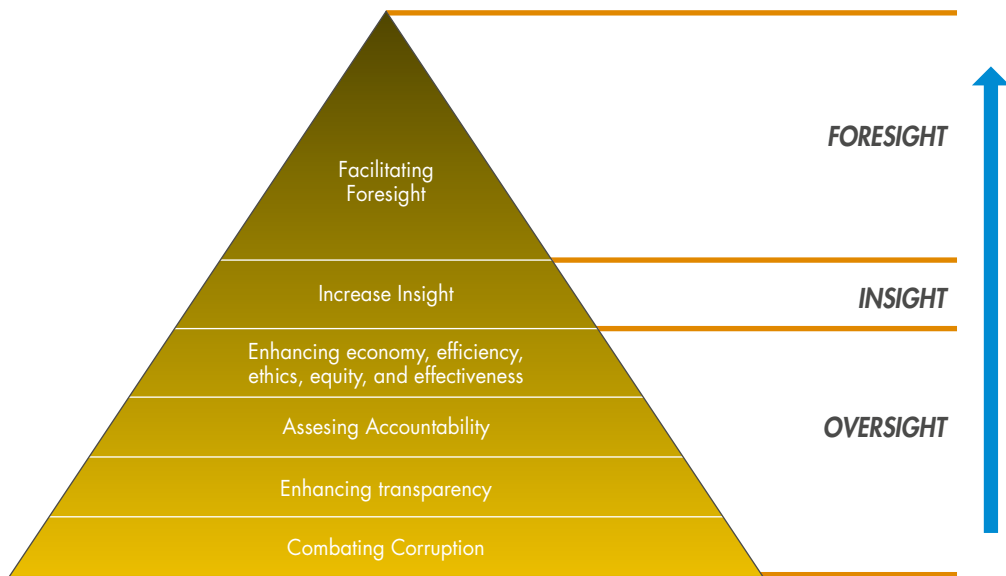 Facilitating
Foresight
FORESIGHT
Increase Insight
INSIGHT
Enhancing economy, efficiency,
ethics, equity, and effectiveness
Assesing Accountability
OVERSIGHT
Enhancing transparency
Combating Corruption